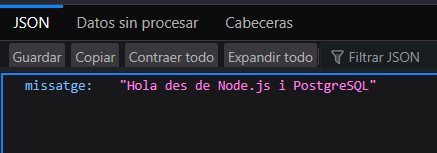 JSON Datos sin procesar Cabeceras
Guardar Copiar Contraer todo Expandir todo Filtrar JSON
missatge: "Hola des de Node.js i PostgreSQL"